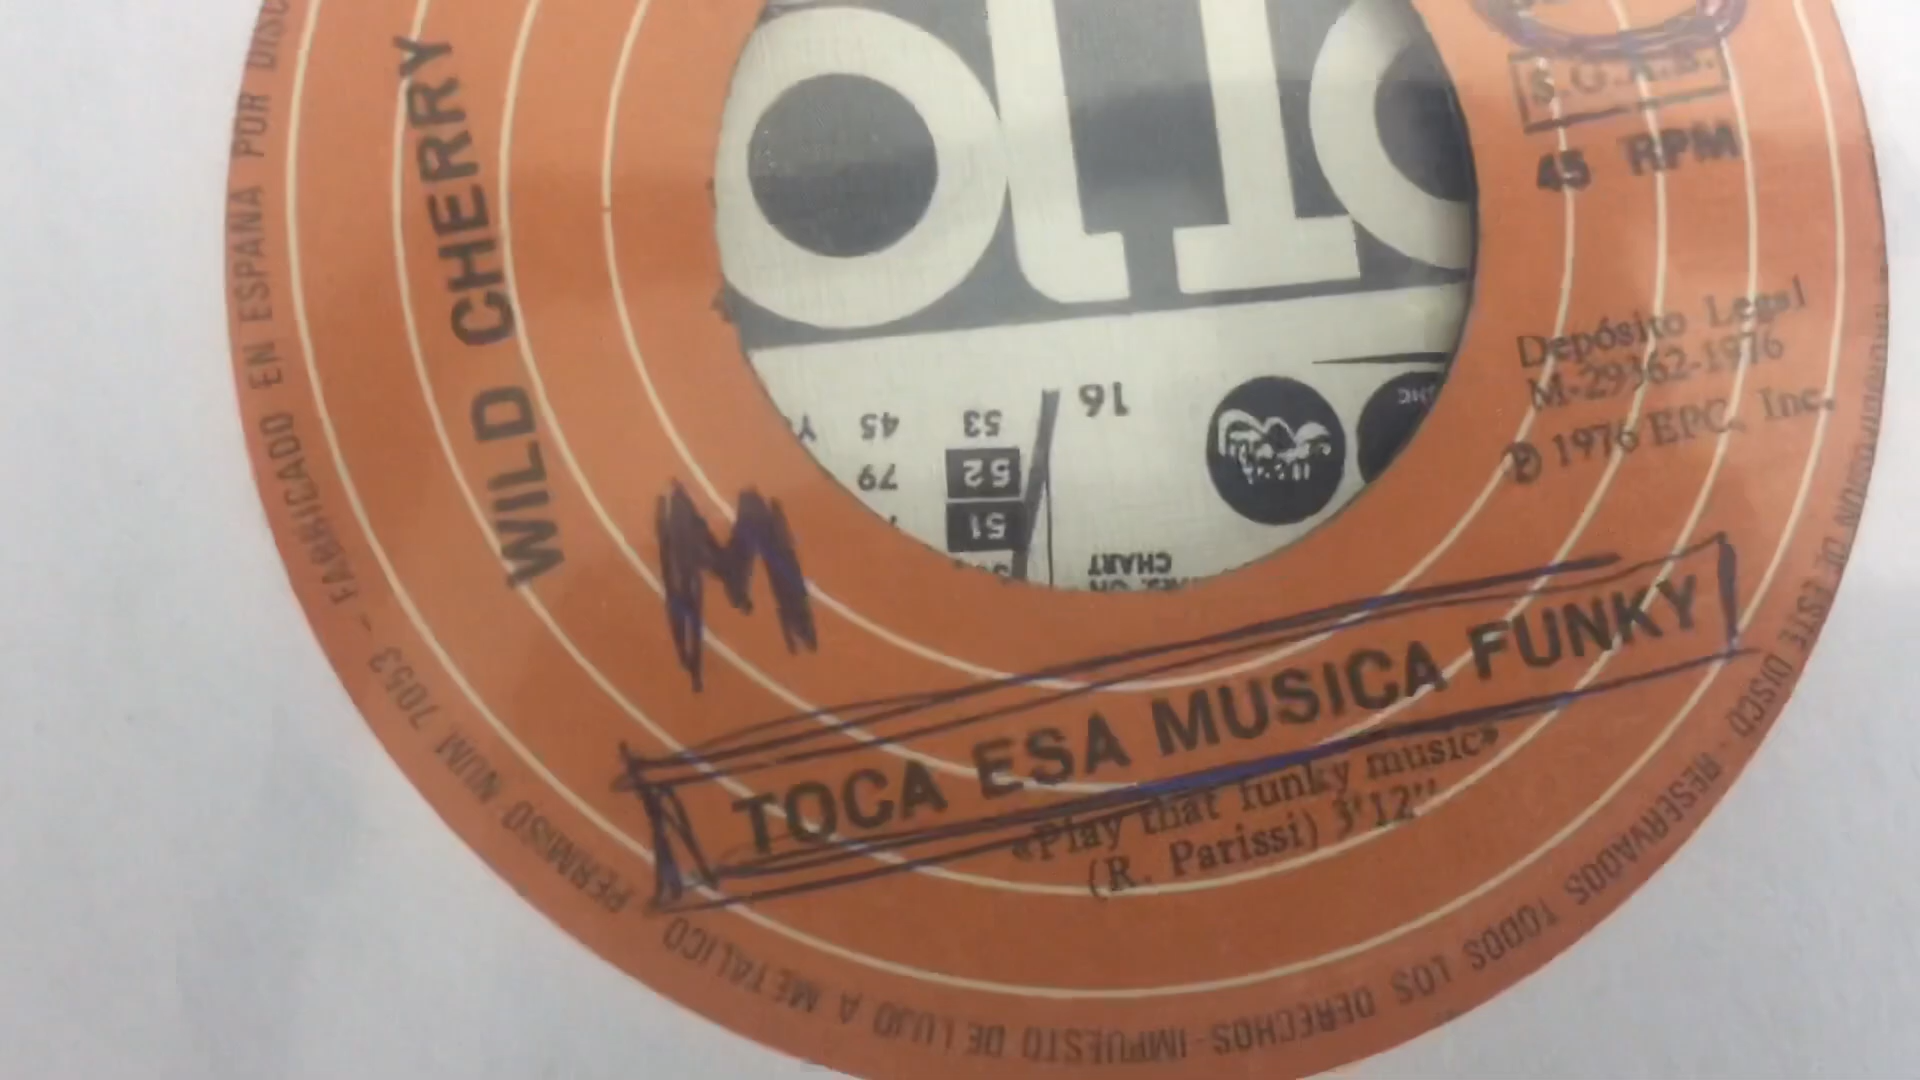 S.G.A.E.
45 RPM
Depósito Legal
M-29362-1976
℗ 1976 EPC, Inc.
WILD CHERRY
M
TOCA ESA MUSICA FUNKY
«Play that funky music»
(R. Parissi) 3'12''
FABRICADO EN ESPAÑA POR DISC
PERMISO NUM 7053 -
RESERVADOS TODOS LOS DERECHOS - IMPUESTO DE LUJO A METALICO
DE ESTE DISCO -
16
53 45
52 79
51
CHART